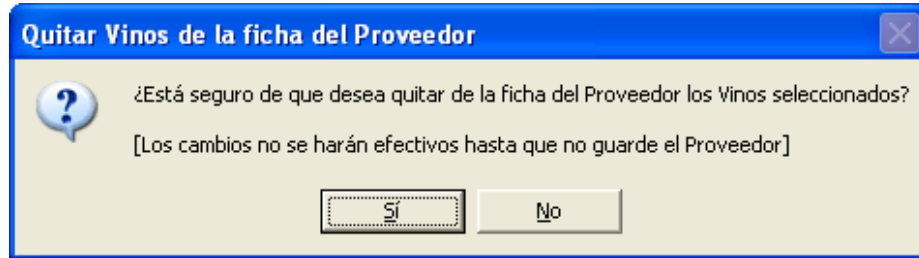 Quitar Vinos de la ficha del Proveedor
¿Está seguro de que desea quitar de la ficha del Proveedor los Vinos seleccionados?
[Los cambios no se harán efectivos hasta que no guarde el Proveedor]
Sí No